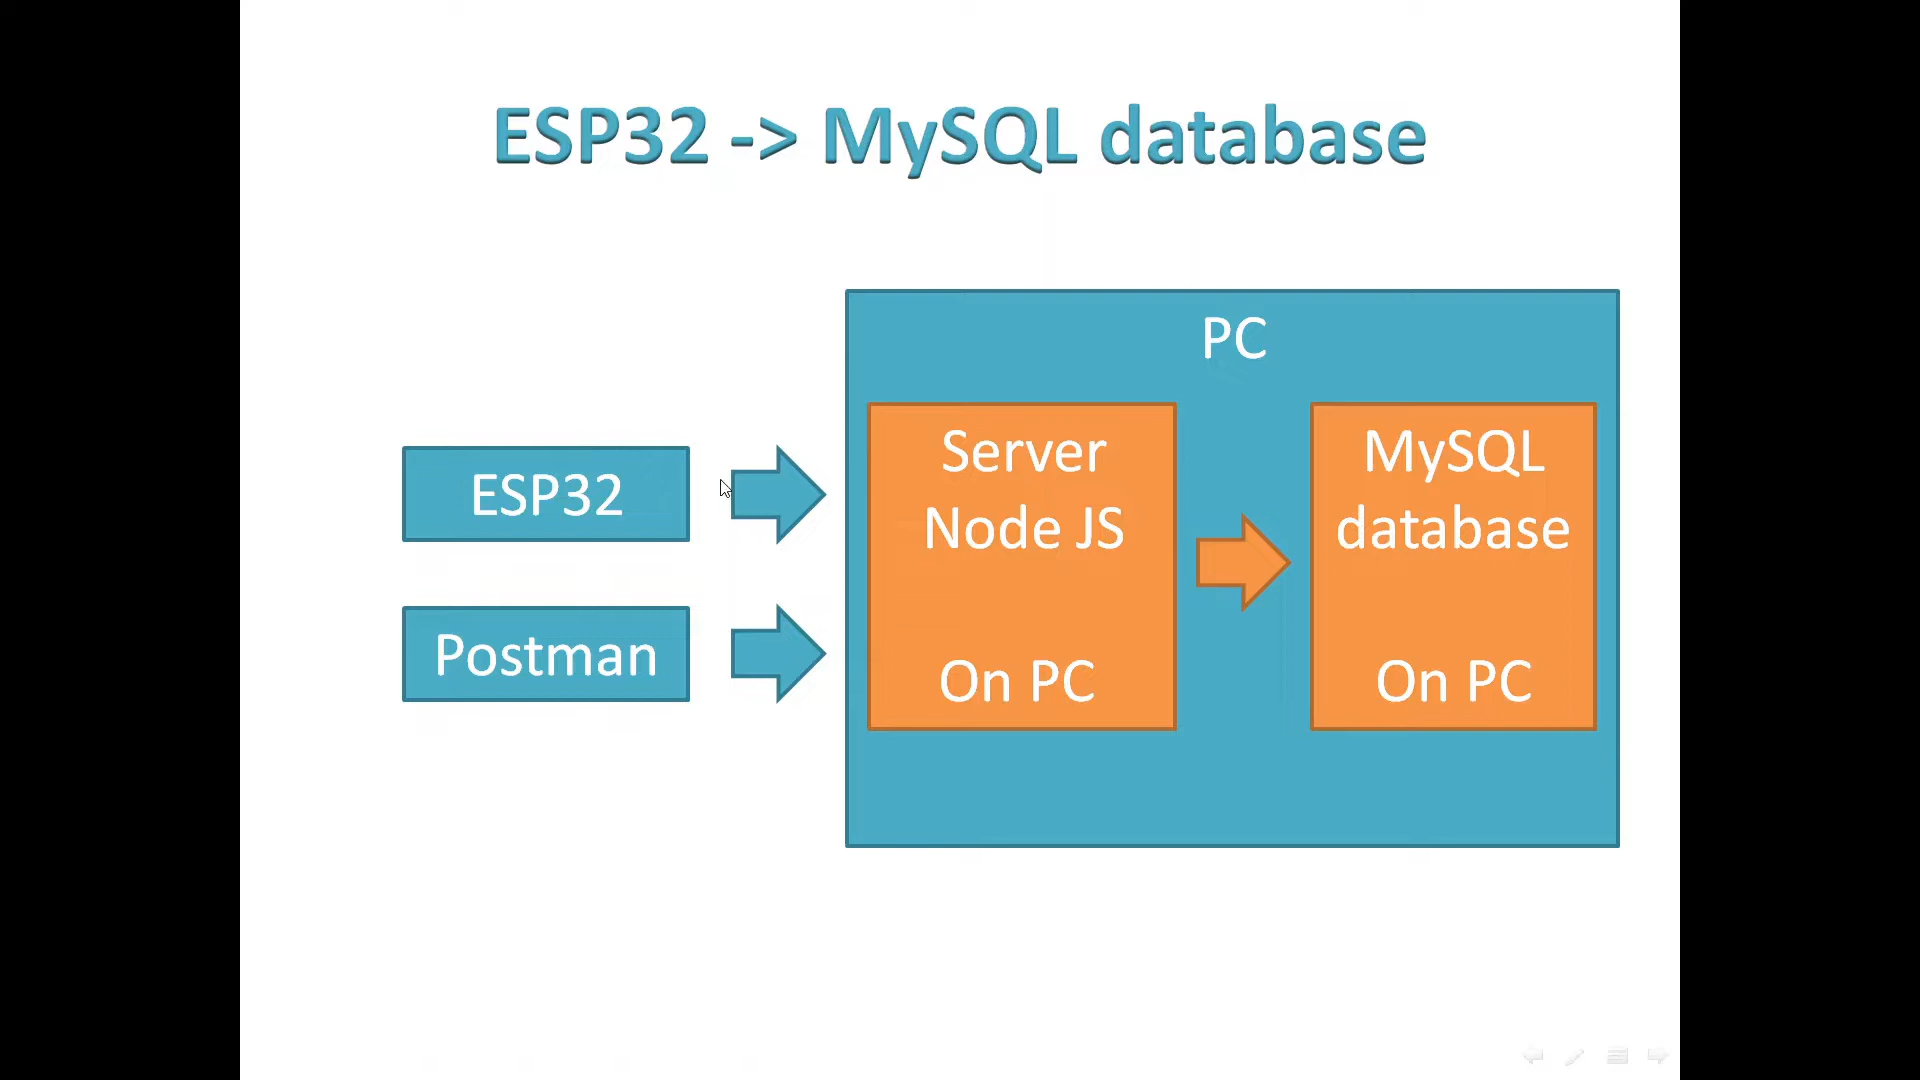 ESP32 -> MySQL database
PC
ESP32
Postman
Server
Node JS
On PC
MySQL
database
On PC